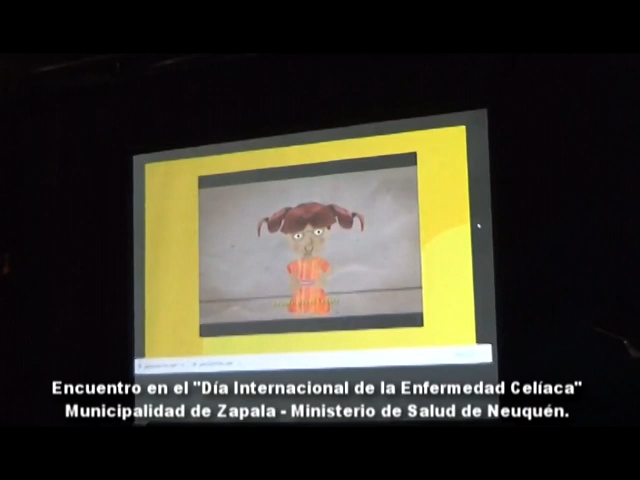 Encuentro en el "Día Internacional de la Enfermedad Celíaca"
Municipalidad de Zapala - Ministerio de Salud de Neuquén.